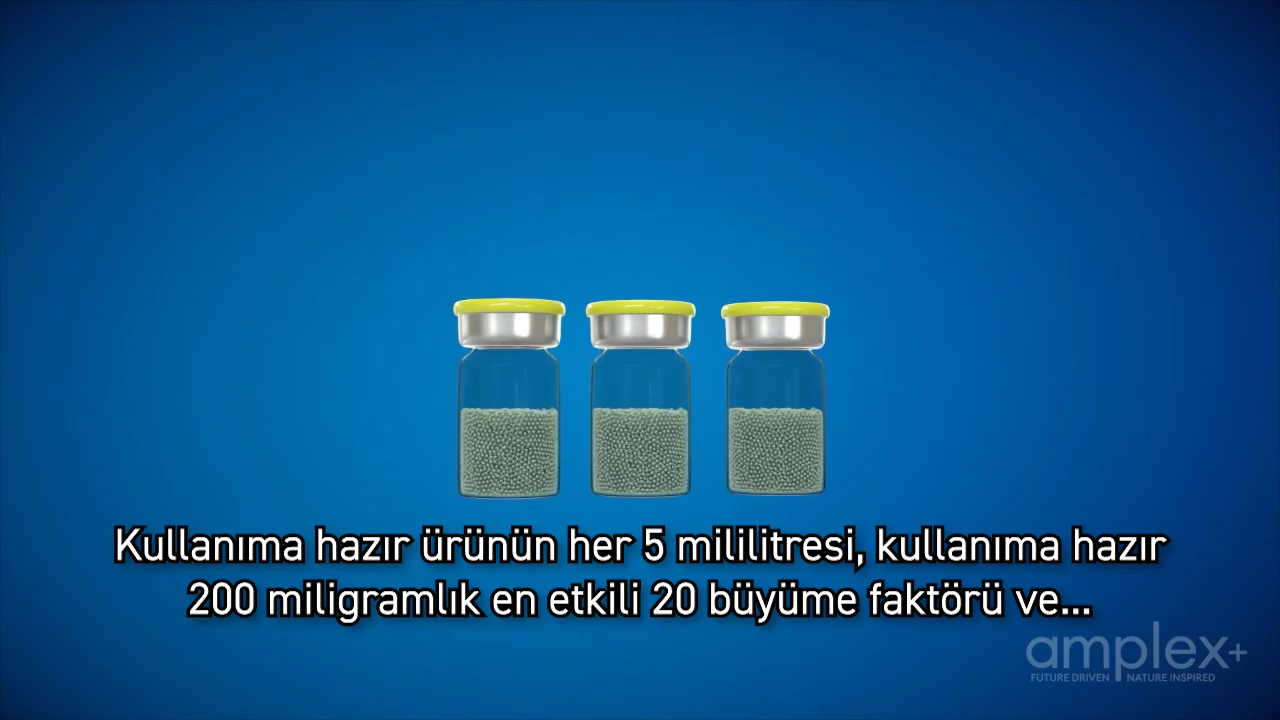 Kullanıma hazır ürünün her 5 mililitresi, kullanıma hazır
200 miligramlık en etkili 20 büyüme faktörü ve...
amplex+
FUTURE DRIVEN | NATURE INSPIRED